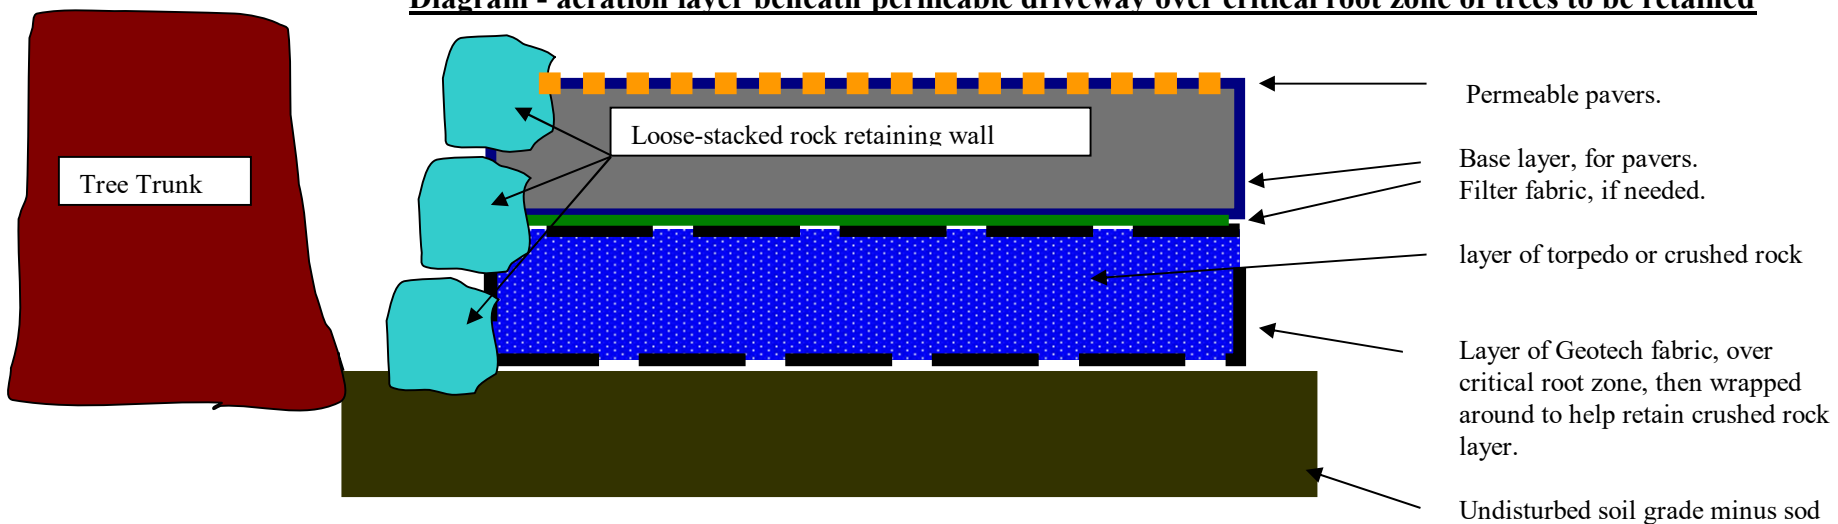 Diagram - aeration layer beneath permeable driveway over critical root zone of trees to be retained
Permeable pavers.
Loose-stacked rock retaining wall
Base layer, for pavers.
Tree Trunk
Filter fabric, if needed.
layer of torpedo or crushed rock
Layer of Geotech fabric, over
critical root zone, then wrapped
around to help retain crushed rock
layer.
Undisturbed soil grade minus sod